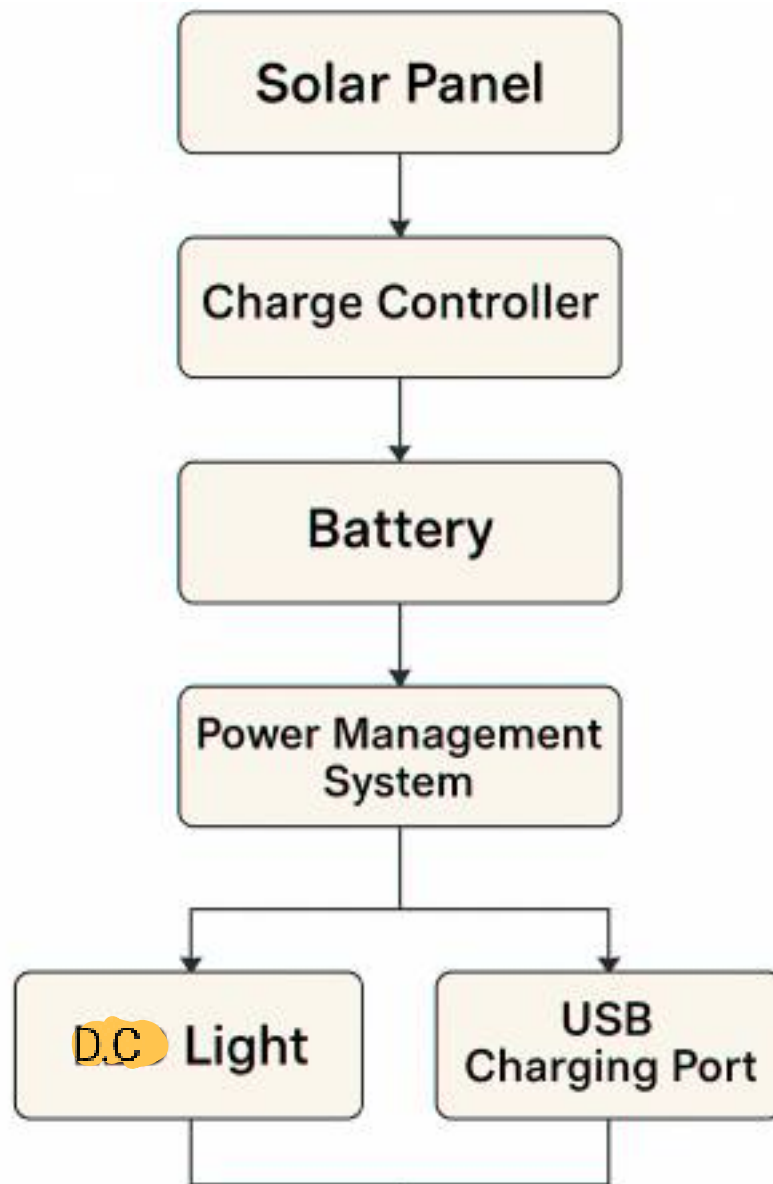 Solar Panel
Charge Controller
Battery
Power Management
System
D.C Light
USB
Charging Port